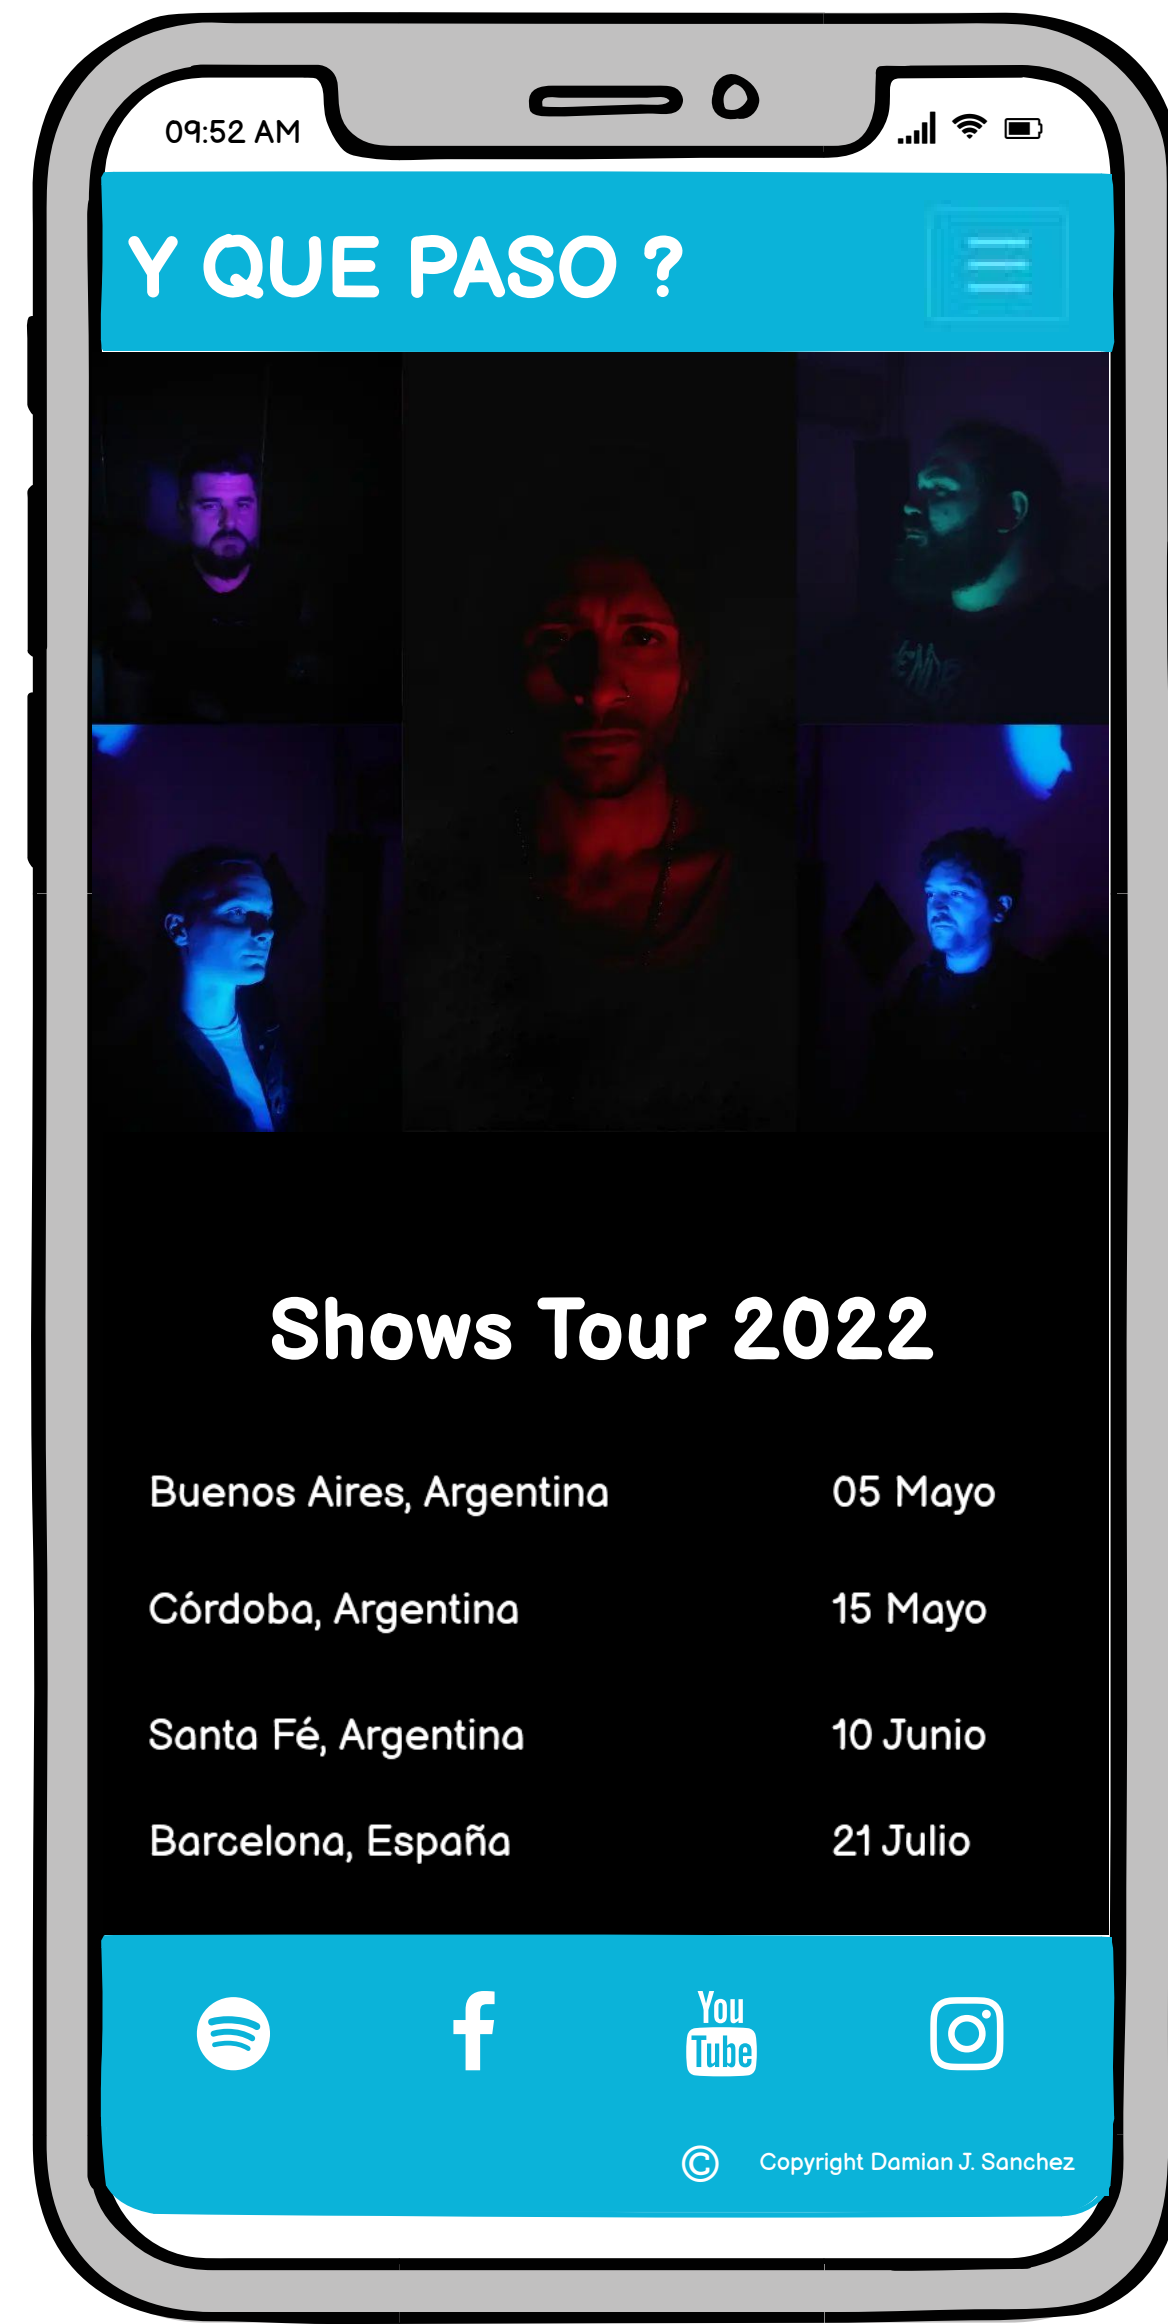 09:52 AM
Y QUE PASO ?
Shows Tour 2022
Buenos Aires, Argentina 05 Mayo
Córdoba, Argentina 15 Mayo
Santa Fé, Argentina 10 Junio
Barcelona, España 21 Julio
You
Tube
© Copyright Damian J. Sanchez